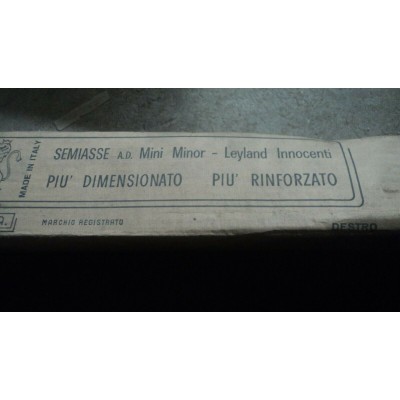 MADE IN ITALY
SEMIASSE A.D. Mini Minor - Leyland Innocenti
PIU' DIMENSIONATO PIU' RINFORZATO
MARCHIO REGISTRATO
DESTRO